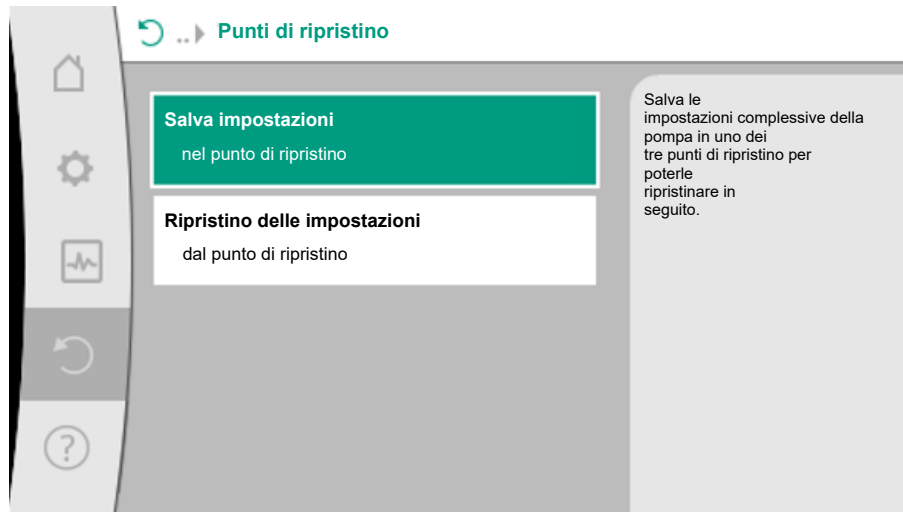 .. Punti di ripristino
Salva impostazioni
nel punto di ripristino
Ripristino delle impostazioni
dal punto di ripristino
Salva le
impostazioni complessive della
pompa in uno dei
tre punti di ripristino per
poterle
ripristinare in
seguito.
?